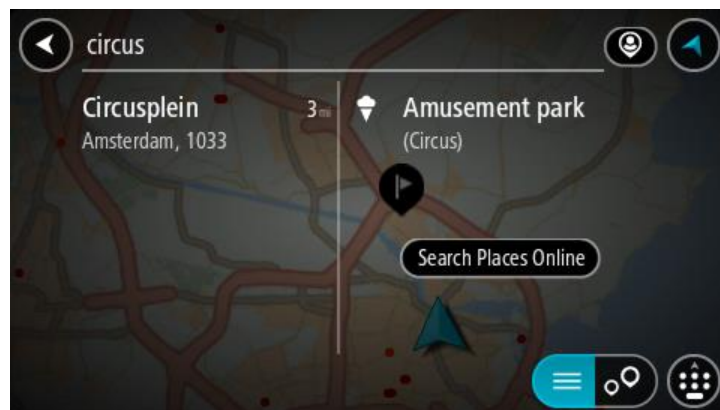 circus
Circusplein 3 mi
Amsterdam, 1033
Amusement park
(Circus)
Search Places Online